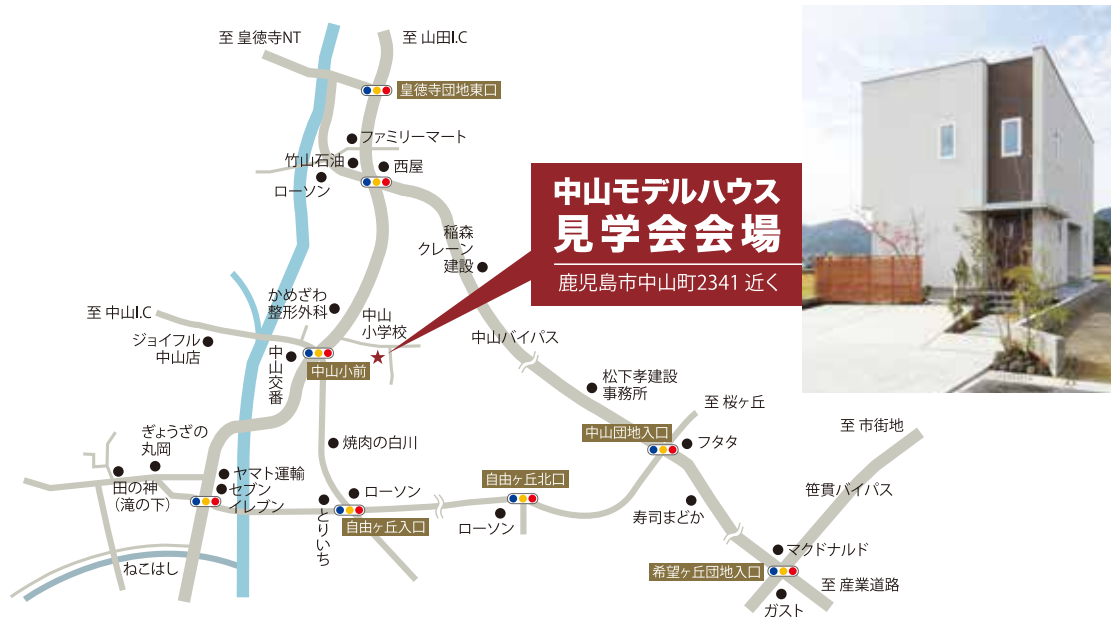 至 皇徳寺NT
至 山田I.C
皇徳寺団地東口
ファミリーマート
竹山石油
西屋
ローソン
中山モデルハウス
見学会会場
鹿児島市中山町2341 近く
稲森
クレーン
建設
かめざわ
整形外科
中山
小学校
至 中山I.C
ジョイフル
中山店
中山交番
中山小前
中山バイパス
松下孝建設
事務所
至 桜ヶ丘
中山団地入口
フタタ
至 市街地
ぎょうざの
丸岡
焼肉の白川
田の神
（滝の下）
ヤマト運輸
セブン
イレブン
とりいち
ローソン
自由ヶ丘入口
自由ヶ丘北口
ローソン
寿司まどか
笹貫バイパス
マクドナルド
希望ヶ丘団地入口
至 産業道路
ガスト
ねこはし